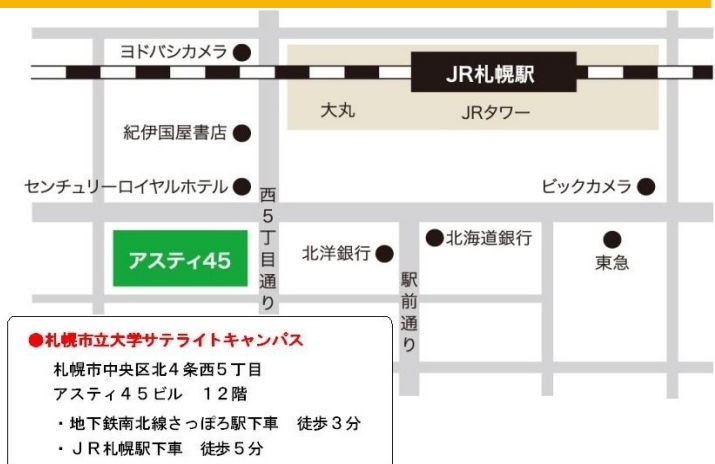 ヨドバシカメラ
JR札幌駅
大丸
JRタワー
紀伊国屋書店
センチュリーロイヤルホテル
ビックカメラ
西5丁目通り
アスティ45
北洋銀行
駅前通り
北海道銀行
東急
●札幌市立大学サテライトキャンパス
札幌市中央区北4条西5丁目
アスティ45ビル 12階
・地下鉄南北線さっぽろ駅下車 徒歩3分
・JR札幌駅下車 徒歩5分